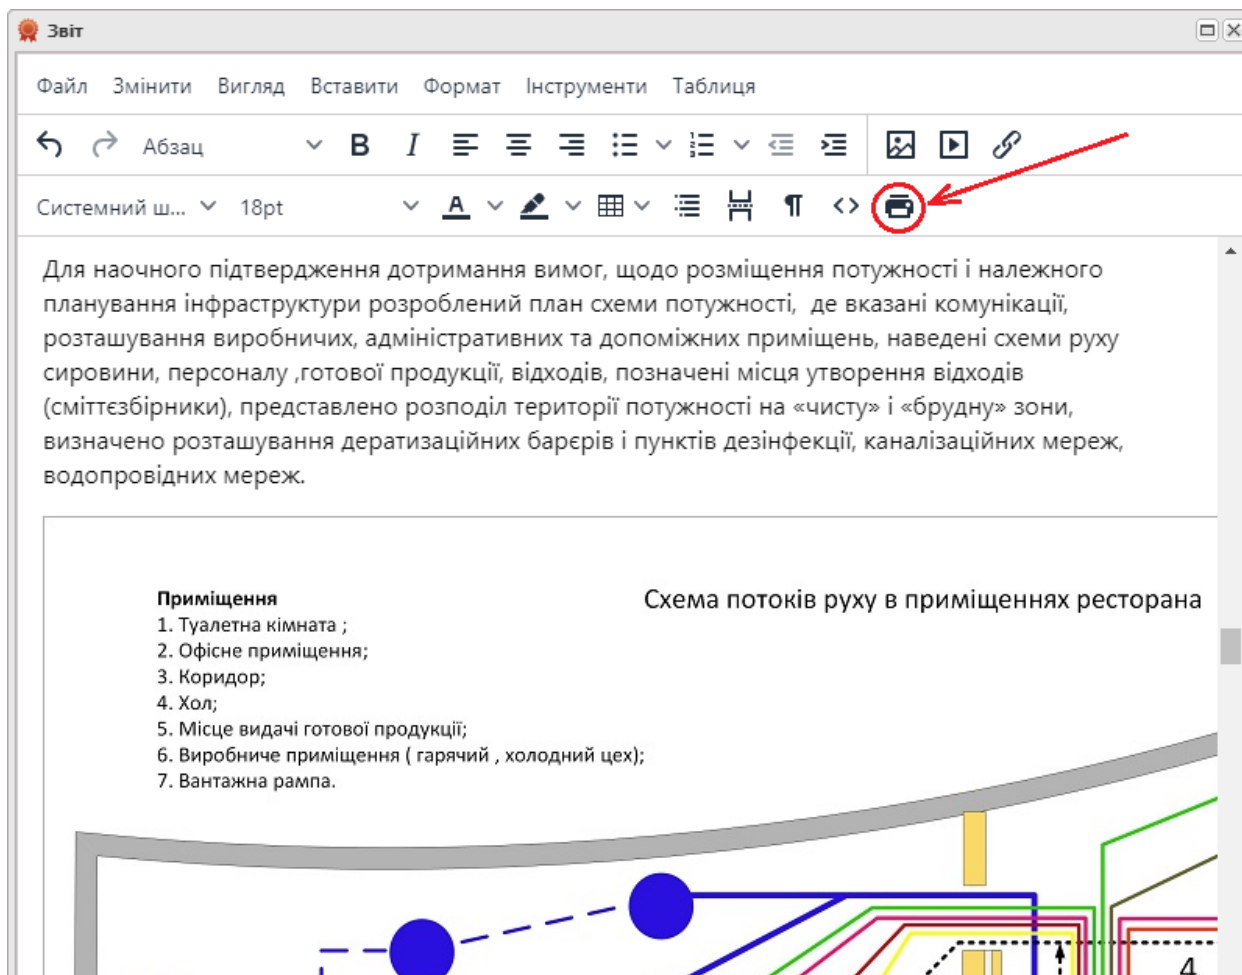 Звіт
Файл Змінити Вигляд Вставити Формат Інструменти Таблиця
Абзац
Системний ш... 18pt
Для наочного підтвердження дотримання вимог, щодо розміщення потужності і належного
планування інфраструктури розроблений план схеми потужності, де вказані комунікації,
розташування виробничих, адміністративних та допоміжних приміщень, наведені схеми руху
сировини, персоналу ,готової продукції, відходів, позначені місця утворення відходів
(сміттєзбірники), представлено розподіл території потужності на «чисту» і «брудну» зони,
визначено розташування дератизаційних барєрів і пунктів дезінфекції, каналізаційних мереж,
водопровідних мереж.
Схема потоків руху в приміщеннях ресторана
Приміщення
1. Туалетна кімната ;
2. Офісне приміщення;
3. Коридор;
4. Хол;
5. Місце видачі готової продукції;
6. Виробниче приміщення ( гарячий , холодний цех);
7. Вантажна рампа.
4